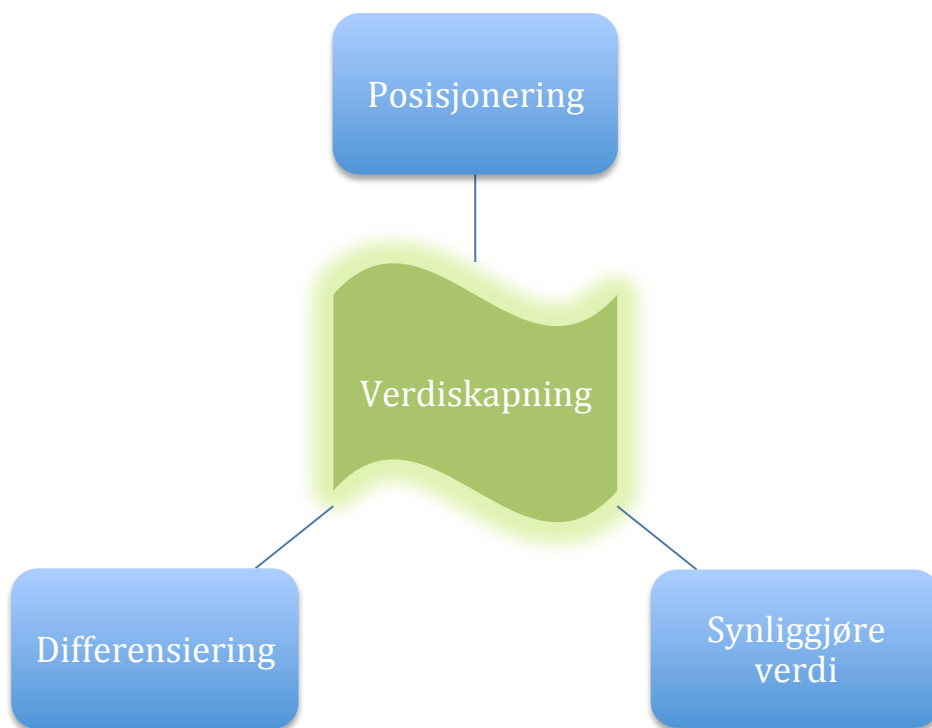 Posisjonering
Verdiskapning
Differensiering
Synliggjøre
verdi